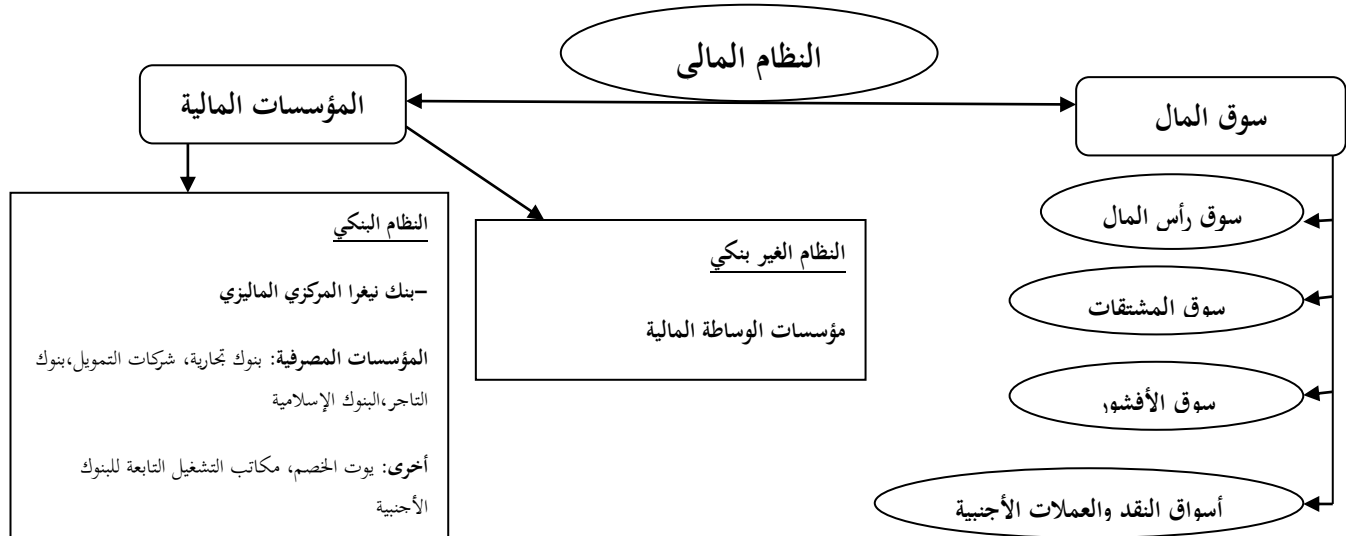 النظام المالى
سوق المال
المؤسسات المالية
سوق رأس المال
سوق المشتقات
سوق الأفشور
أسواق النقد والعملات الأجنبية
النظام الغير بنكي
مؤسسات الوساطة المالية
النظام البنكي
-بنك نيغرا المركزي الماليزي
المؤسسات المصرفية: بنوك تجارية، شركات التمويل،بنوك
التاجر،البنوك الإسلامية
أخرى: يوت الخصم، مكاتب التشغيل التابعة للبنوك
الأجنبية